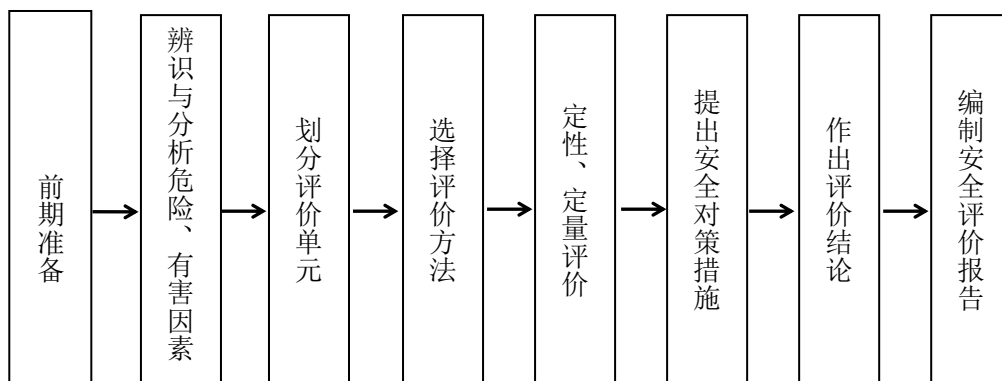 前期准备
辨识与分析危险、有害因素
划分评价单元
选择评价方法
定性、定量评价
提出安全对策措施
作出评价结论
编制安全评价报告